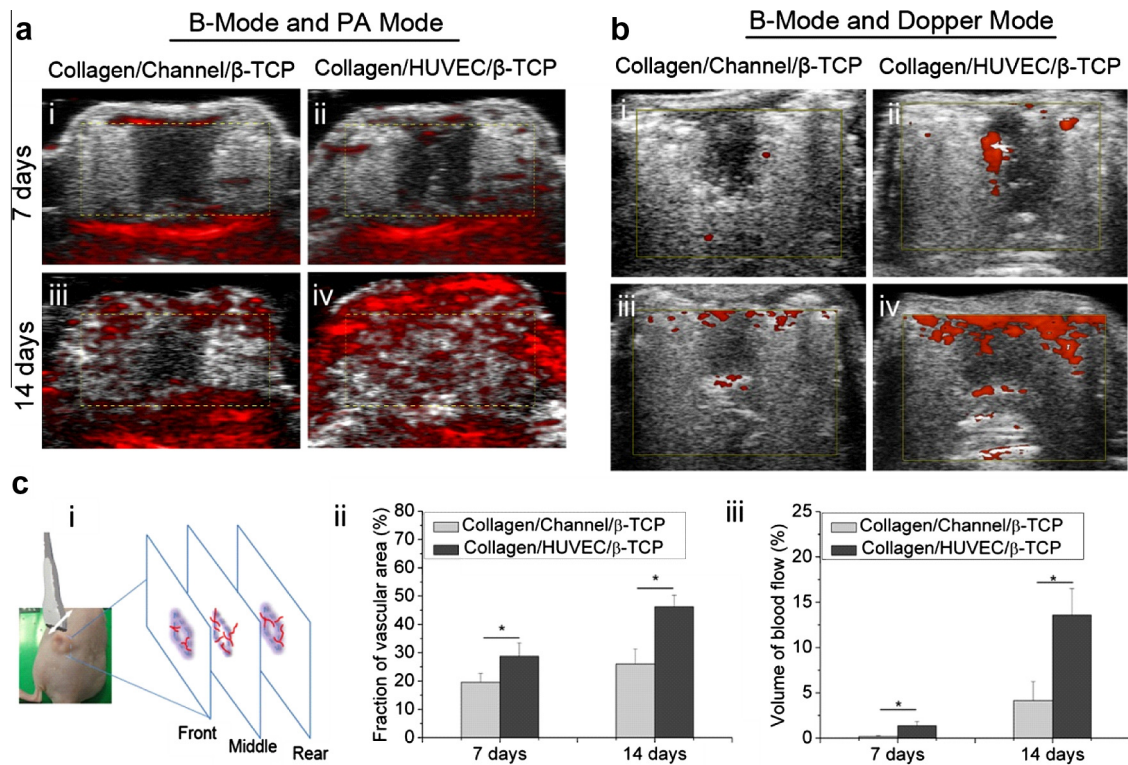 a
B-Mode and PA Mode
Collagen/Channel/β-TCP
Collagen/HUVEC/β-TCP
7 days
i
ii
14 days
iii
iv
b
B-Mode and Dopper Mode
Collagen/Channel/β-TCP
Collagen/HUVEC/β-TCP
i
ii
iii
iv
c
i
Front
Middle
Rear
ii
Fraction of vascular area (%)
80
70
60
50
40
30
20
10
0
Collagen/Channel/β-TCP
Collagen/HUVEC/β-TCP
*
*
7 days
14 days
iii
Volume of blood flow (%)
25
20
15
10
5
0
Collagen/Channel/β-TCP
Collagen/HUVEC/β-TCP
*
*
7 days
14 days